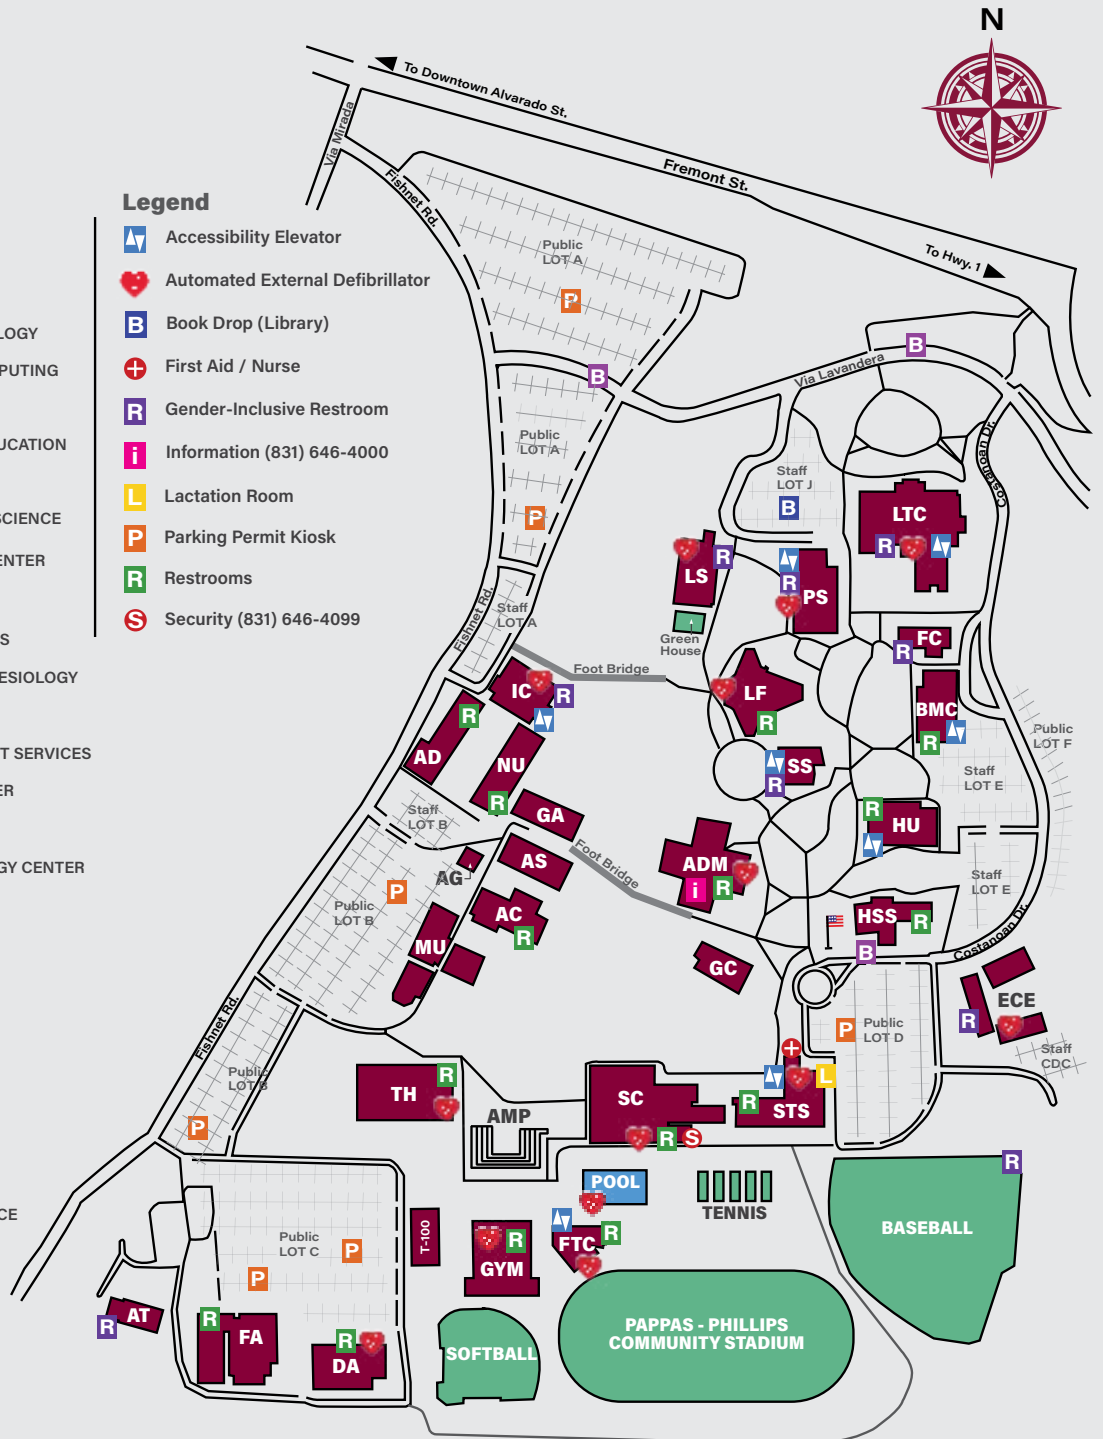 N
To Downtown Alvarado St.
Via Mirada
Fremont St.
Fishnet Rd.
To Hwy. 1
Legend
Accessibility Elevator
Automated External Defibrillator
B Book Drop (Library)
First Aid / Nurse
R Gender-Inclusive Restroom
i Information (831) 646-4000
L Lactation Room
P Parking Permit Kiosk
R Restrooms
S Security (831) 646-4099
LOGY
PUTING
UCATION
SCIENCE
ENTER
S
ESIOLOGY
T SERVICES
ER
GY CENTER
CE
Public
LOT A
P
B
Via Lavandera
B
Public
LOT A
P
Costanoan Dr.
Staff
LOT J
B
LTC
R
LS
R
R
PS
Green
House
Fishnet Rd.
Staff
LOT A
Foot Bridge
FC
R
IC
R
LF
R
BMC
R
Public
LOT F
R
AD
NU
R
SS
R
Staff
LOT E
Staff
LOT B
GA
R
HU
AS
Foot Bridge
ADM
i
R
AG
P
Public
LOT B
Staff
LOT E
AC
R
MU
HSS
R
B
Costanoan Dr.
GC
ECE
R
Fishnet Rd.
P
Public
LOT D
Staff
CDC
Public
LOT B
P
TH
R
AMP
SC
R
S
R
STS
L
POOL
TENNIS
R
BASEBALL
T-100
R
GYM
FTC
R
Public
LOT C
P
P
AT
R
R
FA
R
DA
SOFTBALL
PAPPAS - PHILLIPS
COMMUNITY STADIUM